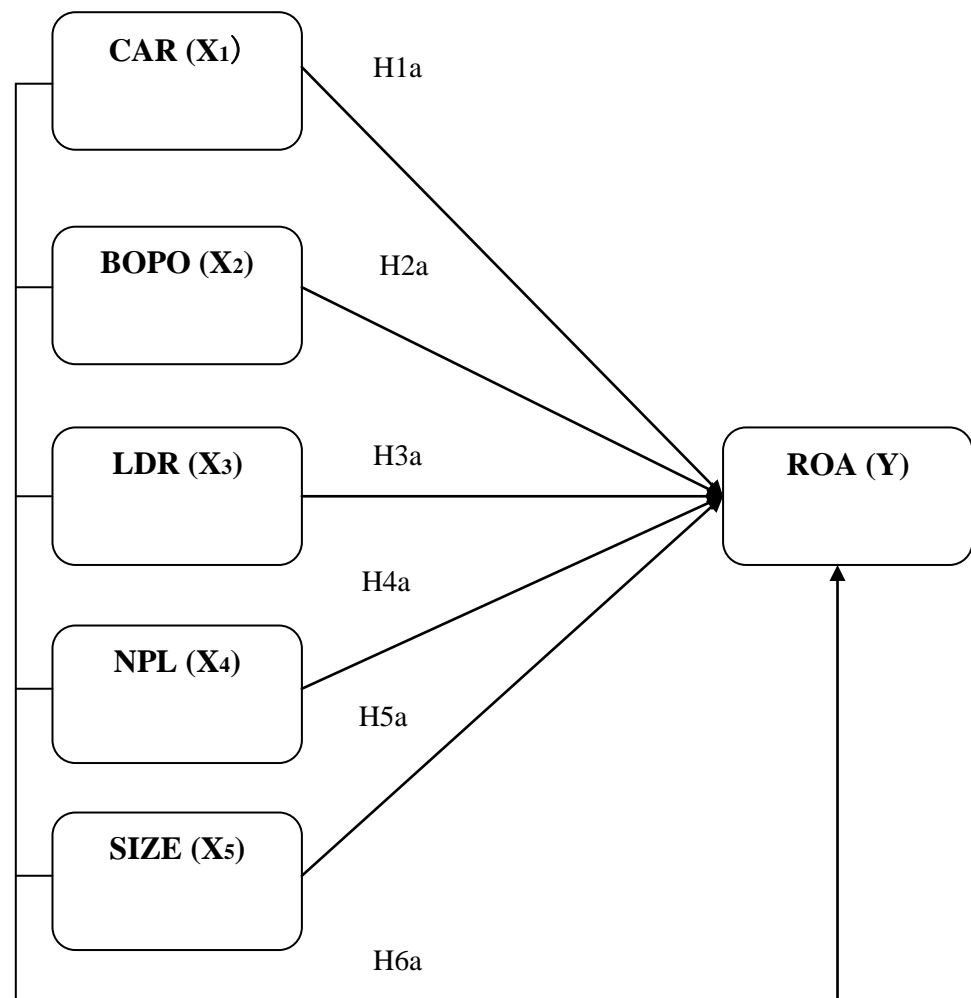 CAR (X1)
H1a
BOPO (X2)
H2a
LDR (X3)
H3a
ROA (Y)
H4a
NPL (X4)
H5a
SIZE (X5)
H6a